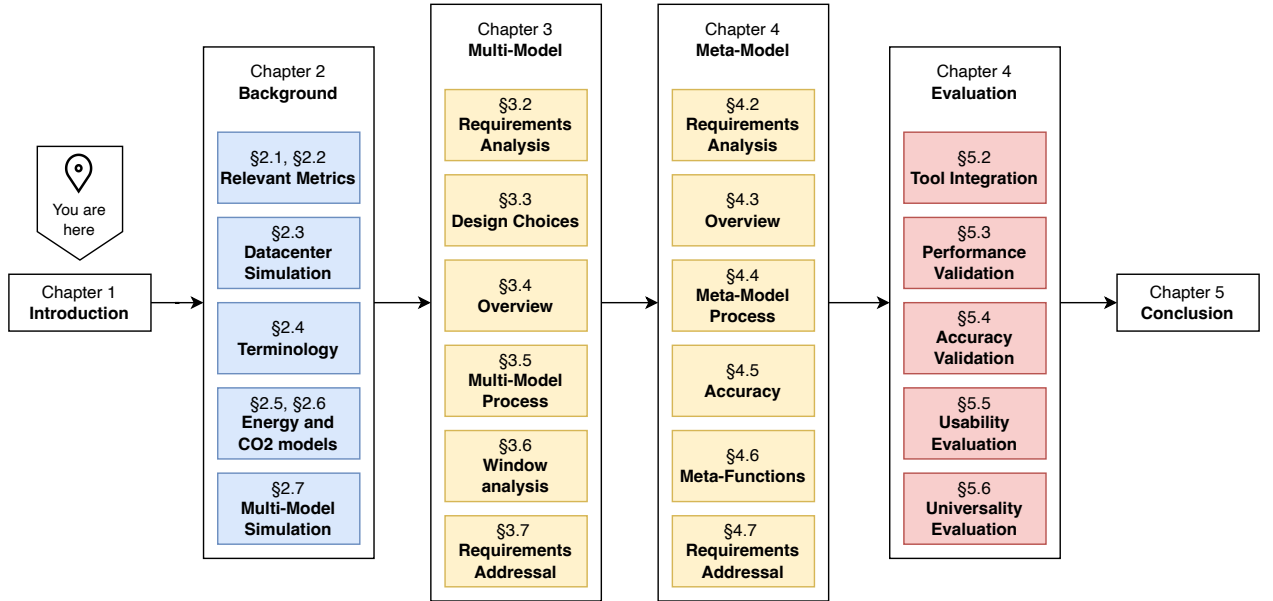 You are
here
Chapter 1
Introduction
Chapter 2
Background
§2.1, §2.2
Relevant Metrics
§2.3
Datacenter
Simulation
§2.4
Terminology
§2.5, §2.6
Energy and
CO2 models
§2.7
Multi-Model
Simulation
Chapter 3
Multi-Model
§3.2
Requirements
Analysis
§3.3
Design Choices
§3.4
Overview
§3.5
Multi-Model
Process
§3.6
Window
analysis
§3.7
Requirements
Addressal
Chapter 4
Meta-Model
§4.2
Requirements
Analysis
§4.3
Overview
§4.4
Meta-Model
Process
§4.5
Accuracy
§4.6
Meta-Functions
§4.7
Requirements
Addressal
Chapter 4
Evaluation
§5.2
Tool Integration
§5.3
Performance
Validation
§5.4
Accuracy
Validation
§5.5
Usability
Evaluation
§5.6
Universality
Evaluation
Chapter 5
Conclusion